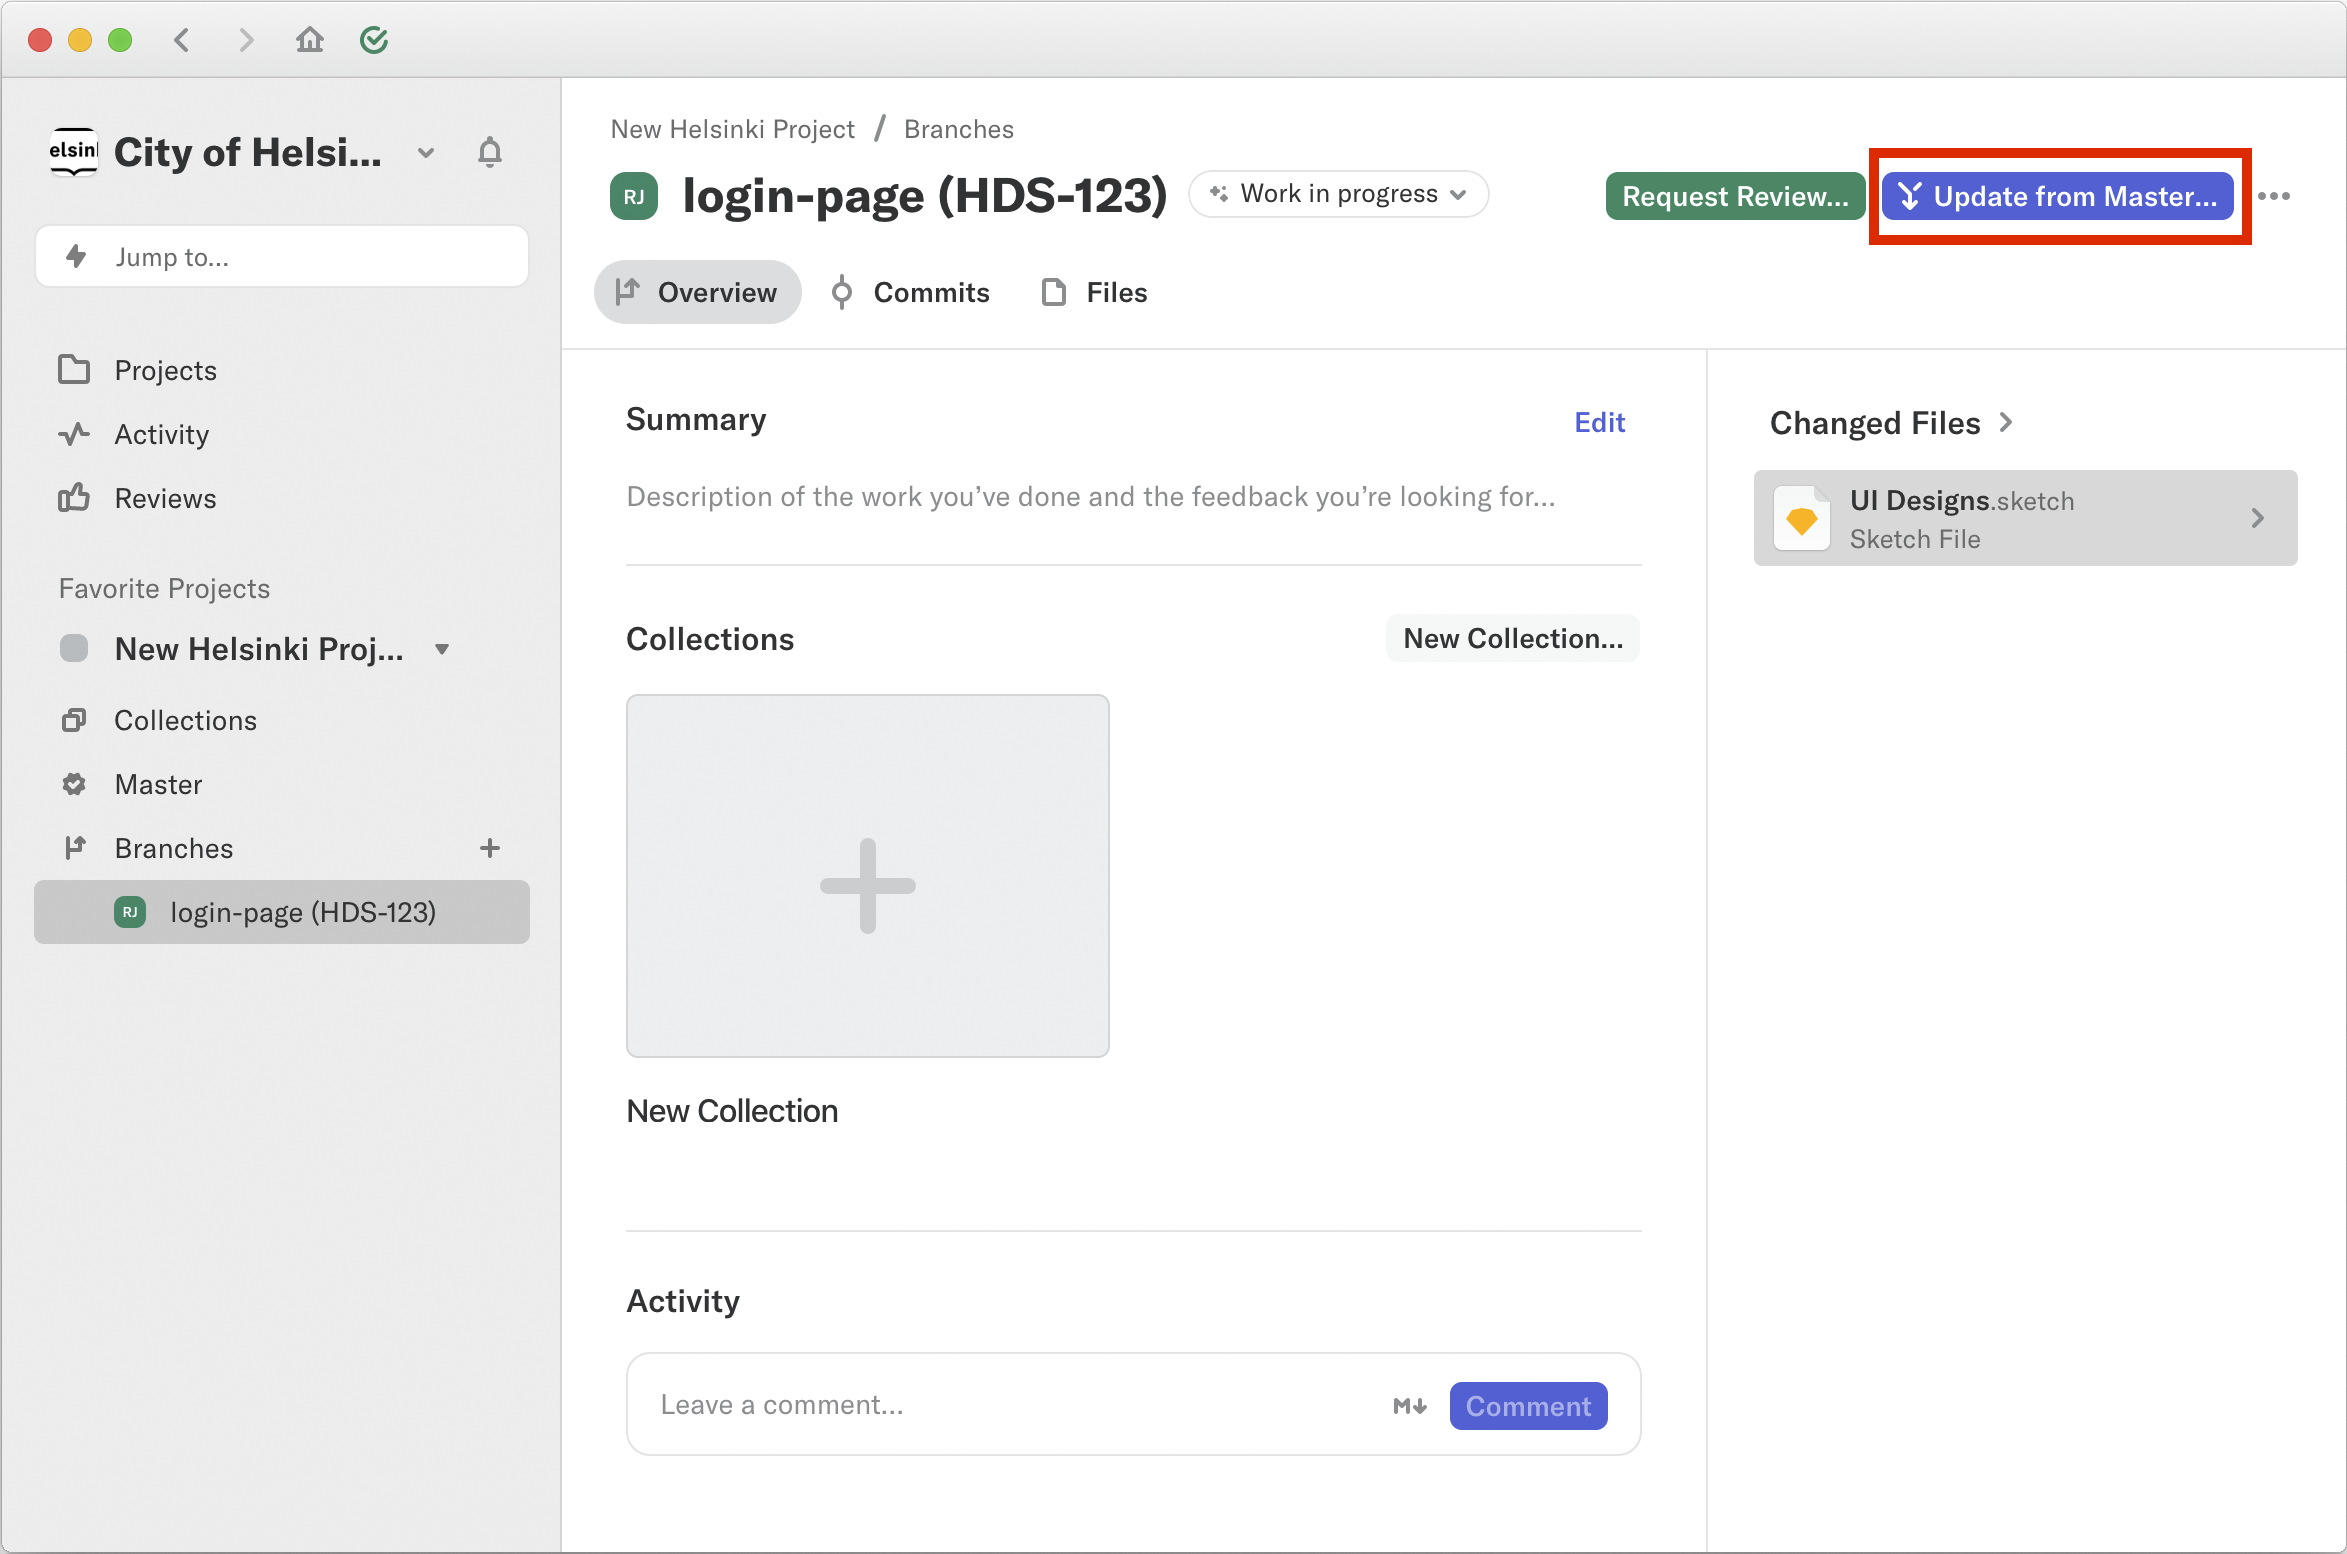 elsinl
City of Helsi...
Jump to...
Projects
Activity
Reviews
Favorite Projects
New Helsinki Proj...
Collections
Master
Branches
RJ login-page (HDS-123)
New Helsinki Project / Branches
RJ login-page (HDS-123) Work in progress
Request Review... Update from Master...
Overview Commits Files
Summary Edit
Description of the work you’ve done and the feedback you’re looking for...
Collections New Collection...
New Collection
Activity
Leave a comment... M Comment
Changed Files
UI Designs.sketch
Sketch File